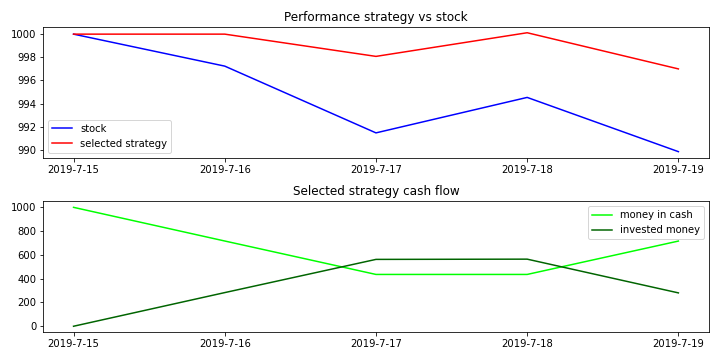 Performance strategy vs stock
1000
998
996
994
992
990
stock
selected strategy
2019-7-15 2019-7-16 2019-7-17 2019-7-18 2019-7-19
Selected strategy cash flow
1000
800
600
400
200
0
money in cash
invested money
2019-7-15 2019-7-16 2019-7-17 2019-7-18 2019-7-19